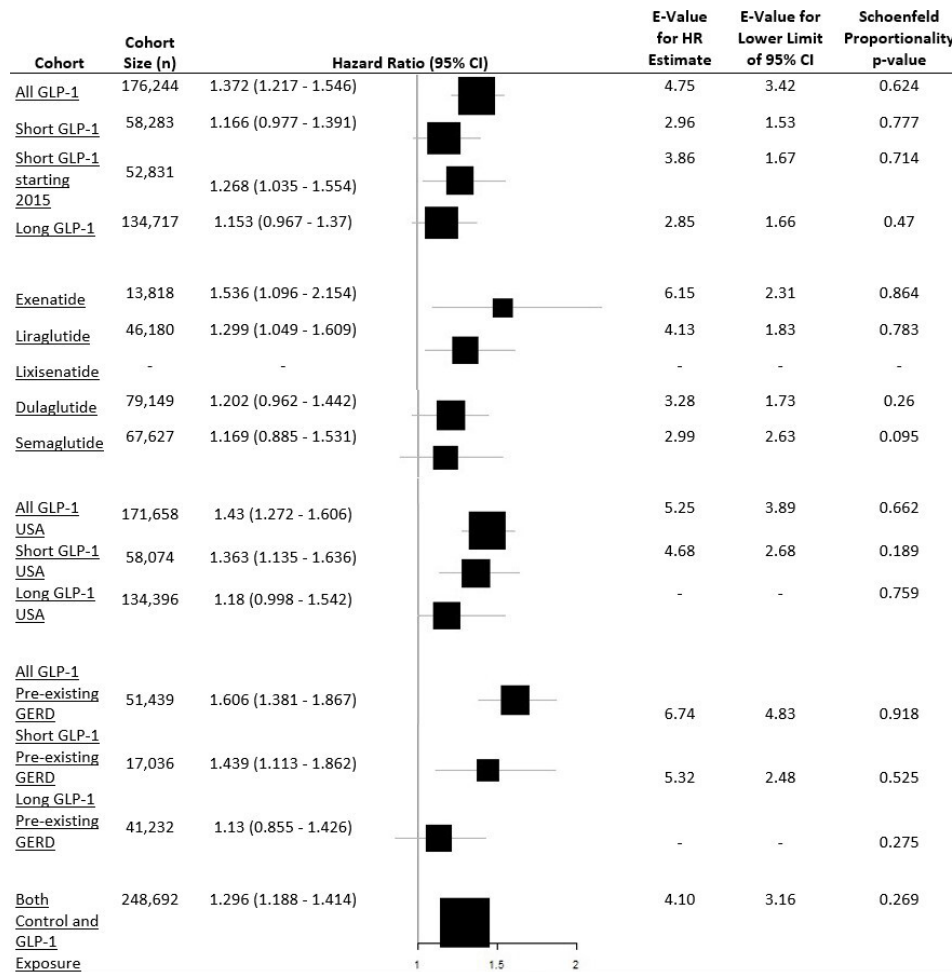 Cohort Cohort Size (n) Hazard Ratio (95% CI) E-Value for HR Estimate E-Value for Lower Limit of 95% CI Schoenfeld Proportionality p-value
All GLP-1 176,244 1.372 (1.217 - 1.546) 4.75 3.42 0.624
Short GLP-1 58,283 1.166 (0.977 - 1.391) 2.96 1.53 0.777
Short GLP-1 starting 2015 52,831 1.268 (1.035 - 1.554) 3.86 1.67 0.714
Long GLP-1 134,717 1.153 (0.967 - 1.37) 2.85 1.66 0.47
Exenatide 13,818 1.536 (1.096 - 2.154) 6.15 2.31 0.864
Liraglutide 46,180 1.299 (1.049 - 1.609) 4.13 1.83 0.783
Lixisenatide - - - - -
Dulaglutide 79,149 1.202 (0.962 - 1.442) 3.28 1.73 0.26
Semaglutide 67,627 1.169 (0.885 - 1.531) 2.99 2.63 0.095
All GLP-1 USA 171,658 1.43 (1.272 - 1.606) 5.25 3.89 0.662
Short GLP-1 USA 58,074 1.363 (1.135 - 1.636) 4.68 2.68 0.189
Long GLP-1 USA 134,396 1.18 (0.998 - 1.542) - - 0.759
All GLP-1 Pre-existing GERD 51,439 1.606 (1.381 - 1.867) 6.74 4.83 0.918
Short GLP-1 Pre-existing GERD 17,036 1.439 (1.113 - 1.862) 5.32 2.48 0.525
Long GLP-1 Pre-existing GERD 41,232 1.13 (0.855 - 1.426) - - 0.275
Both Control and GLP-1 Exposure 248,692 1.296 (1.188 - 1.414) 4.10 3.16 0.269
1 1.5 2